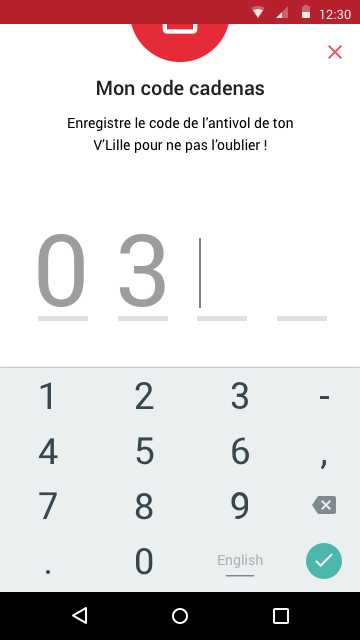 12:30
Mon code cadenas
Enregistre le code de l'antivol de ton
V'Lille pour ne pas l'oublier !
0 3
1 2 3 -
4 5 6 ,
7 8 9
. 0 English